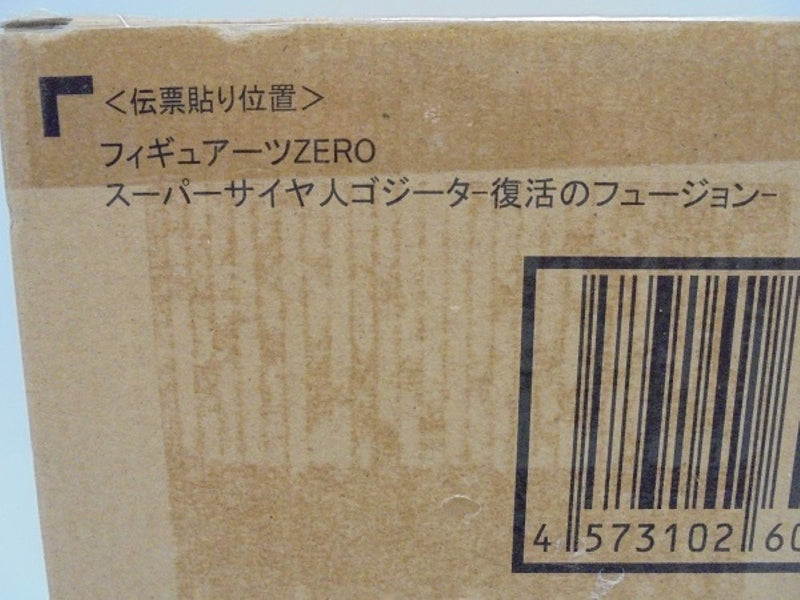 <伝票貼り位置>
フィギュアーツZERO
スーパーサイヤ人ゴジータ-復活のフュージョン-
4 573102 60